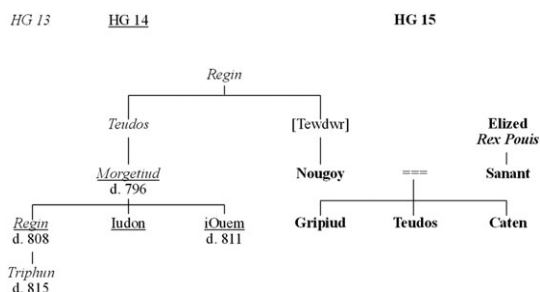 HG 13 HG 14 HG 15
Regin
Teudos [Tewdwr] Elized
Rex Pouis
Morgetiud Nougoy === Sanant
d. 796
Regin Iudon iOuem Gripiud Teudos Caten
d. 808 d. 811
Triphun
d. 815